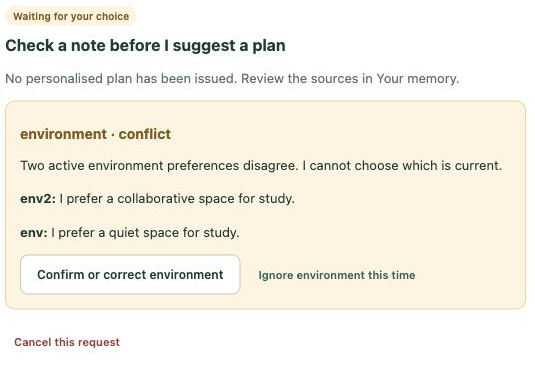 Waiting for your choice
Check a note before I suggest a plan
No personalised plan has been issued. Review the sources in Your memory.
environment · conflict
Two active environment preferences disagree. I cannot choose which is current.
env2: I prefer a collaborative space for study.
env: I prefer a quiet space for study.
Confirm or correct environment
Ignore environment this time
Cancel this request